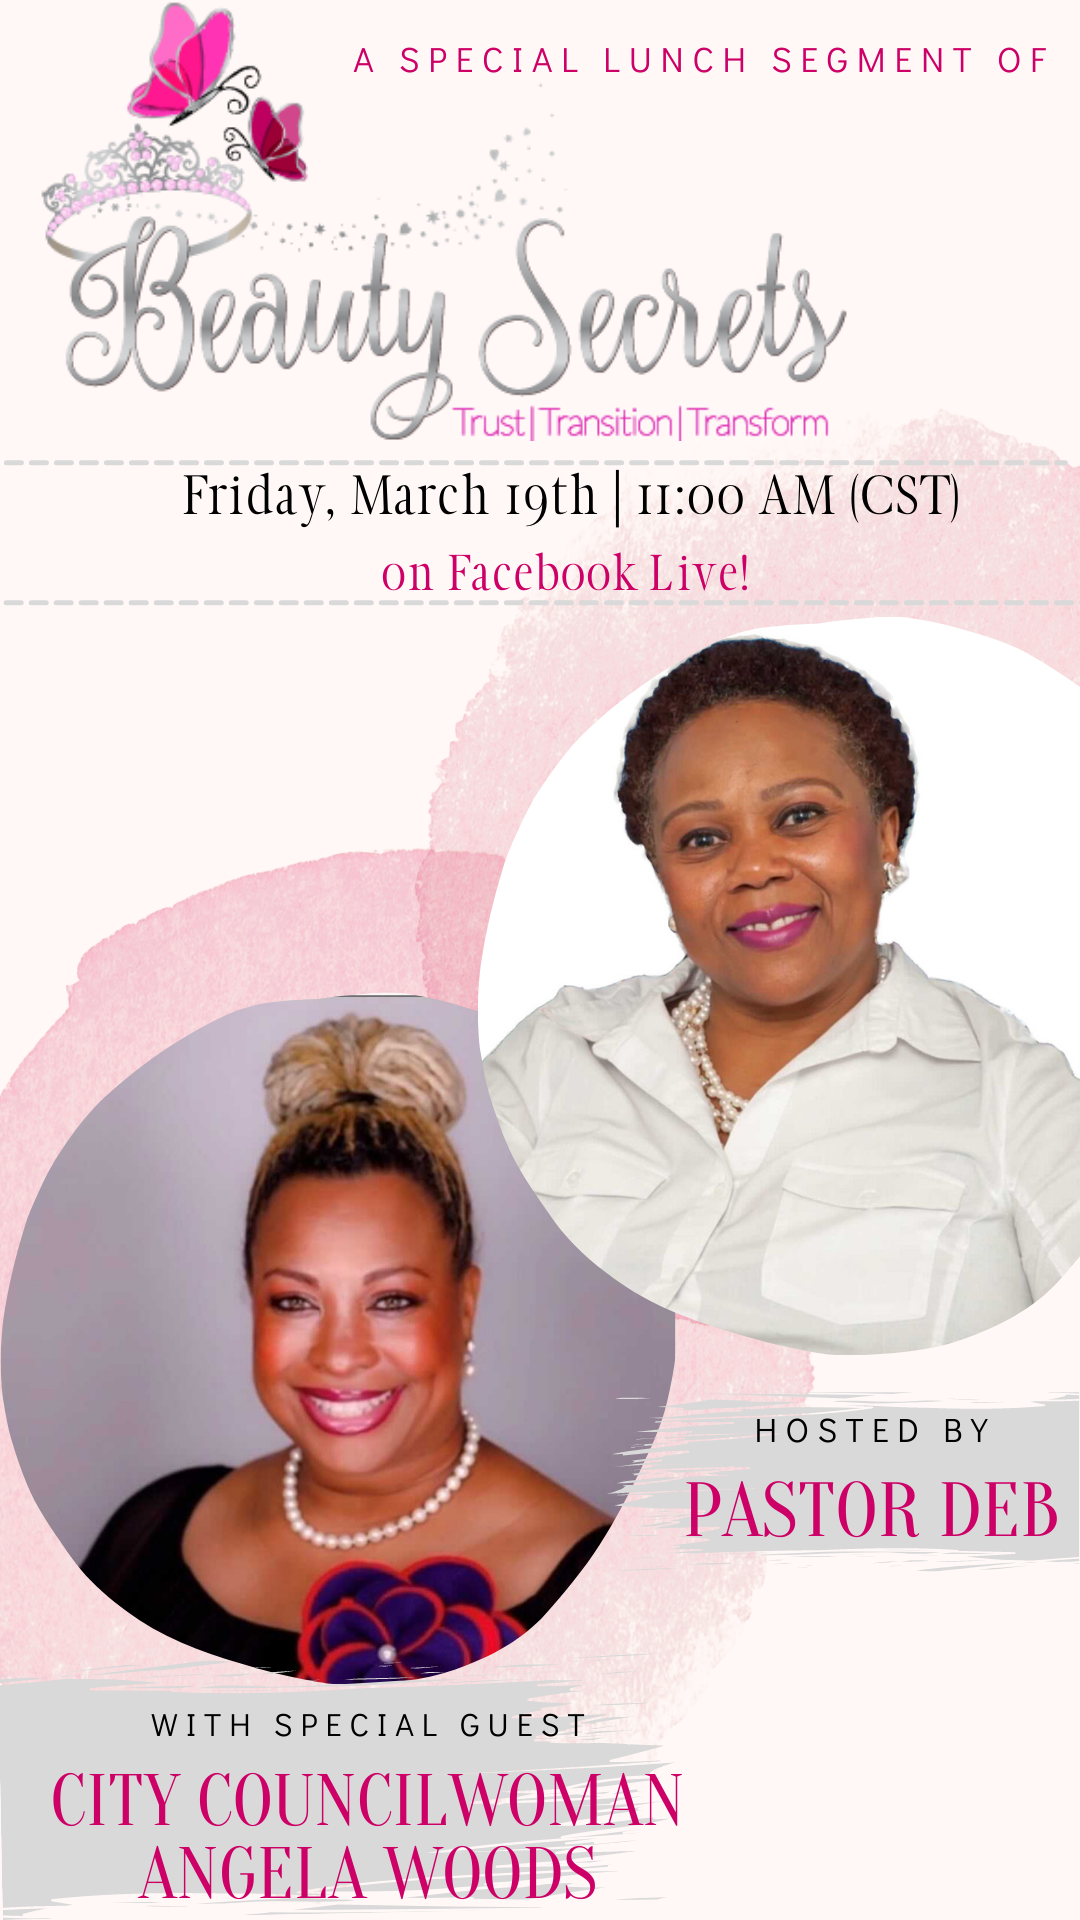 A SPECIAL LUNCH SEGMENT OF
Beauty Secrets
Trust|Transition|Transform
Friday, March 19th | 11:00 AM (CST)
on Facebook Live!
HOSTED BY
PASTOR DEB
WITH SPECIAL GUEST
CITY COUNCILWOMAN
ANGELA WOODS